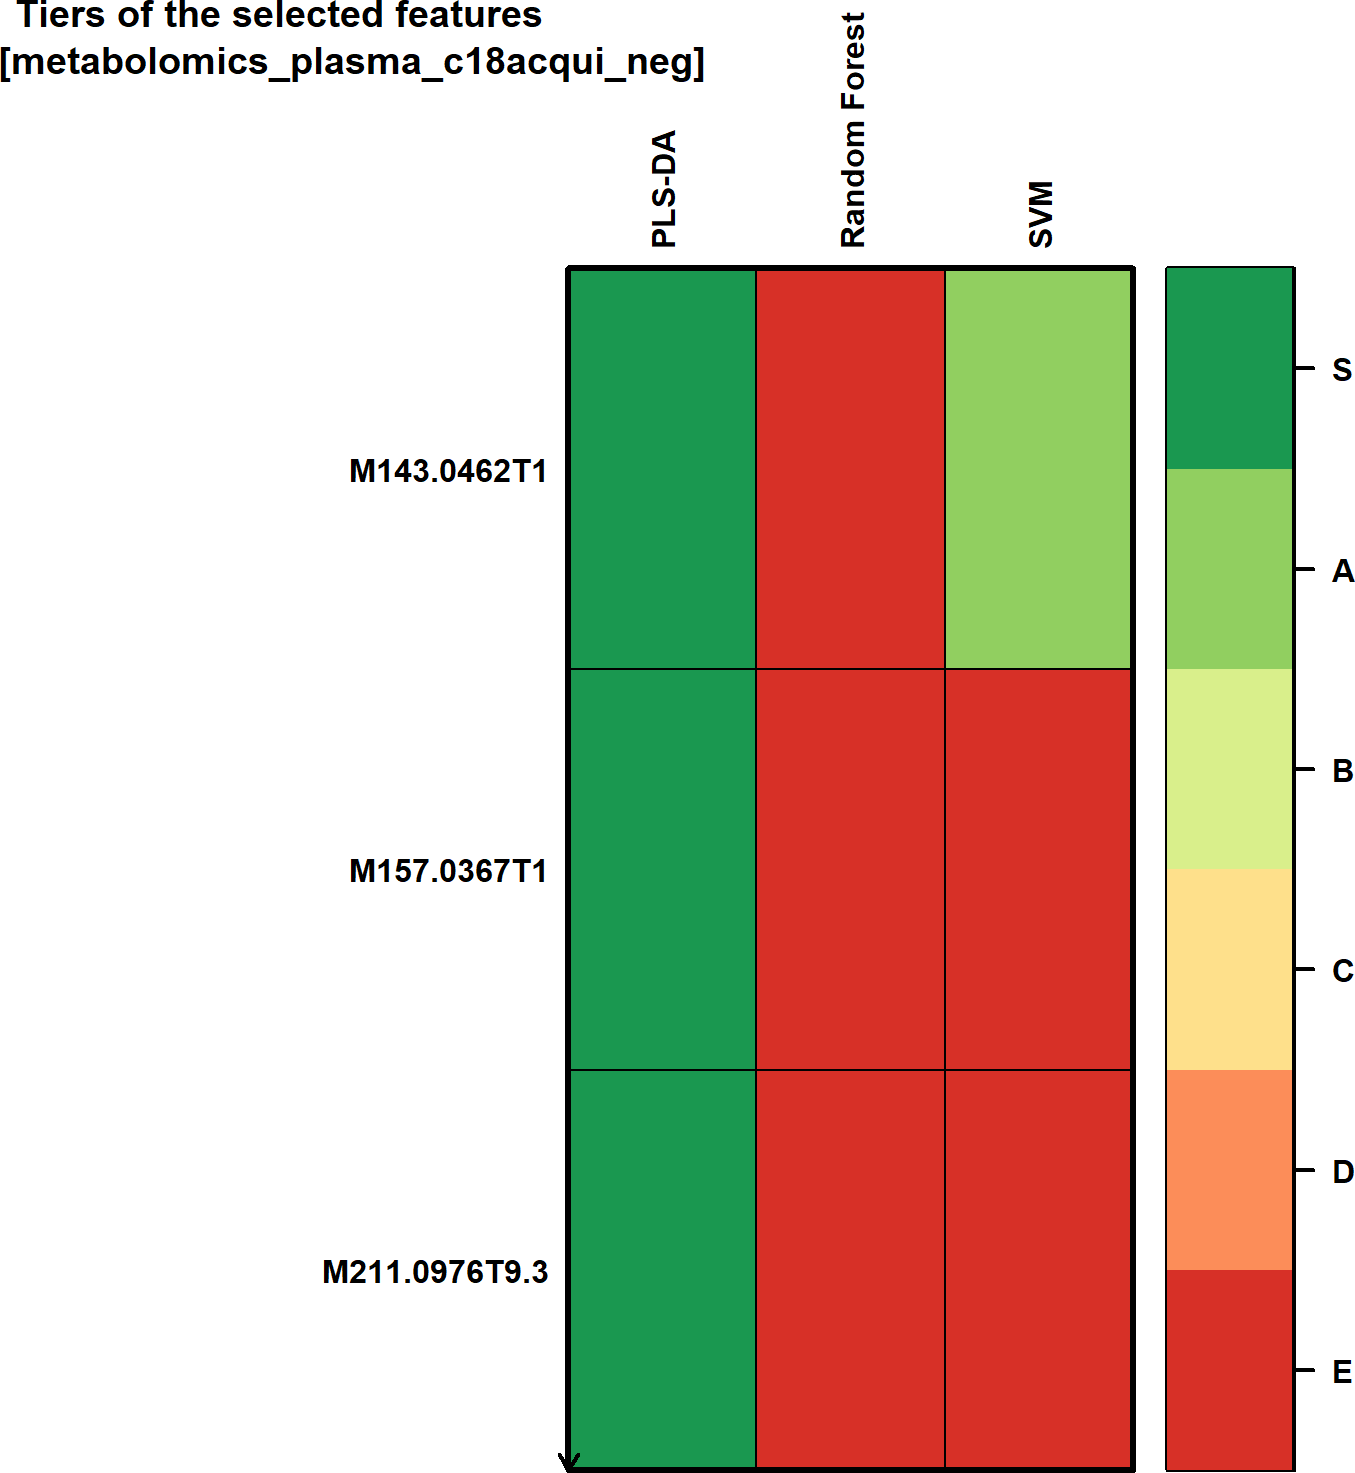 Tiers of the selected features
[metabolomics_plasma_c18acqui_neg]
PLS-DA
Random Forest
SVM
M143.0462T1
M157.0367T1
M211.0976T9.3
S
A
B
C
D
E